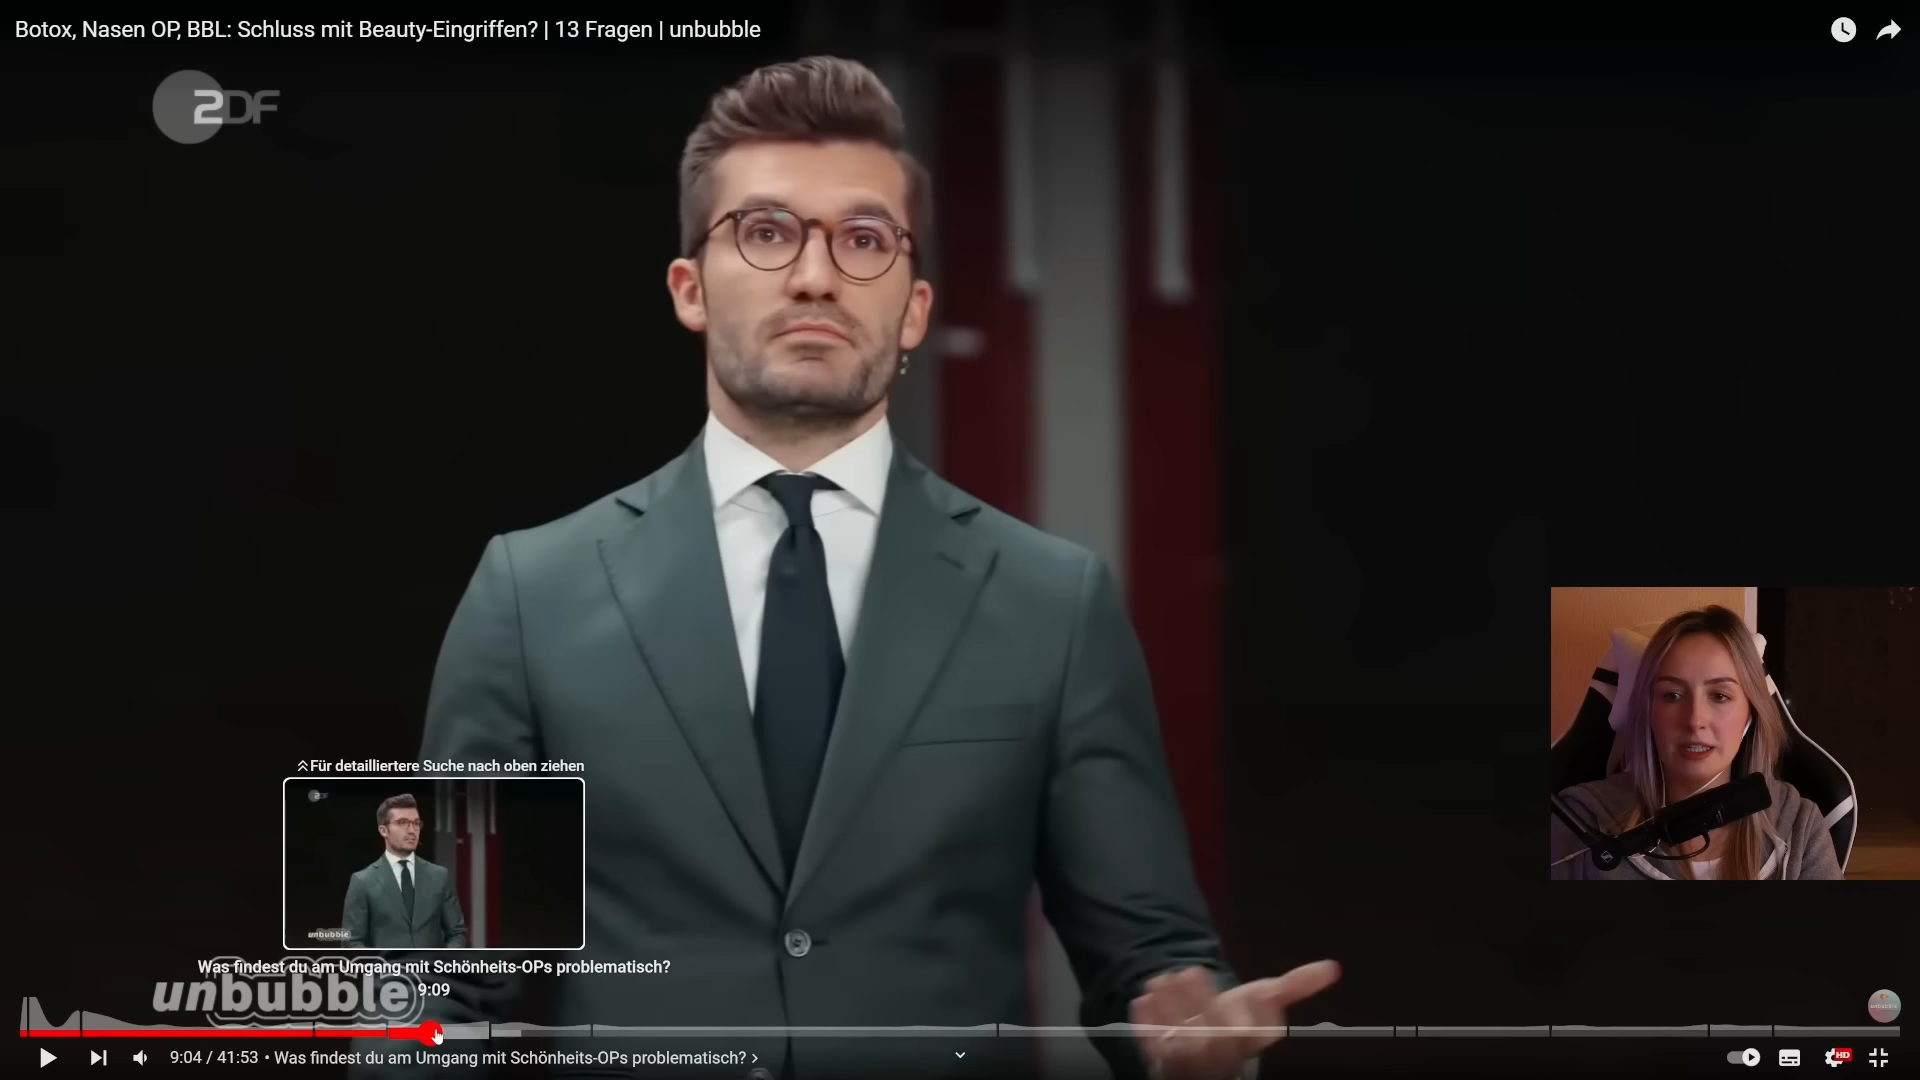 Botox, Nasen OP, BBL: Schluss mit Beauty-Eingriffen? | 13 Fragen | unbubble
2DF
Für detailliertere Suche nach oben ziehen
unbubble
Was findest du am Umgang mit Schönheits-OPs problematisch?
9:09
unbubble
unbubble
9:04 / 41:53 • Was findest du am Umgang mit Schönheits-OPs problematisch? >
HD